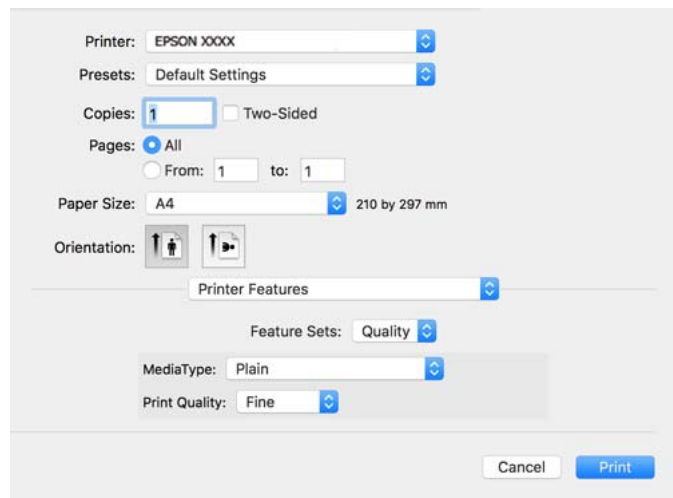 Printer: EPSON XXXX
Presets: Default Settings
Copies: 1 Two-Sided
Pages: All
From: 1 to: 1
Paper Size: A4 210 by 297 mm
Orientation:
Printer Features
Feature Sets: Quality
MediaType: Plain
Print Quality: Fine
Cancel Print